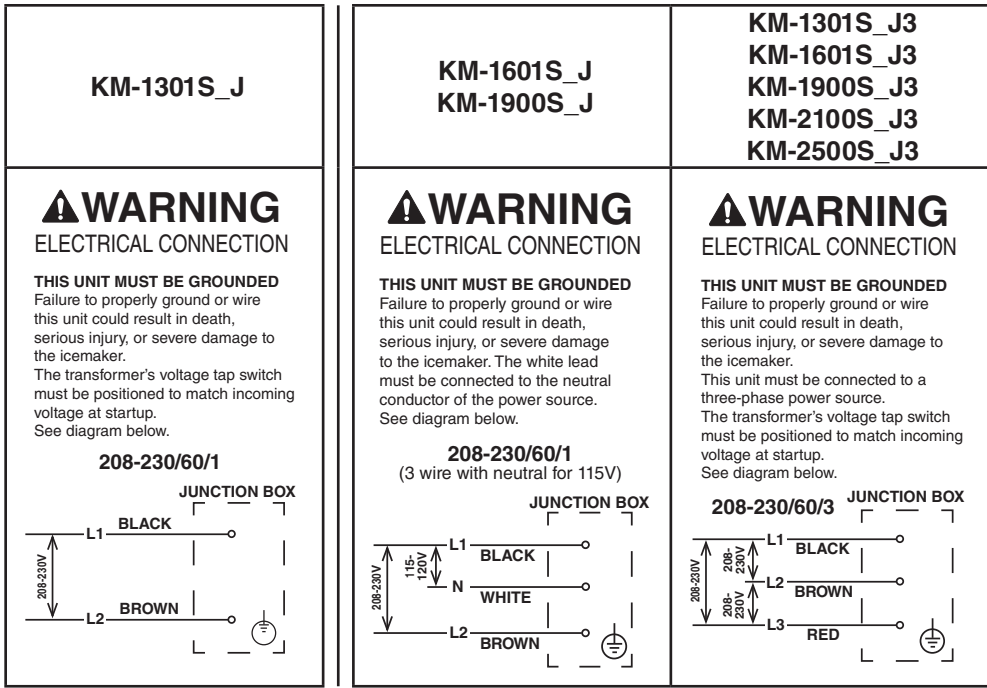 KM-1301S_J
WARNING
ELECTRICAL CONNECTION
THIS UNIT MUST BE GROUNDED
Failure to properly ground or wire
this unit could result in death,
serious injury, or severe damage to
the icemaker.
The transformer's voltage tap switch
must be positioned to match incoming
voltage at startup.
See diagram below.
208-230/60/1
JUNCTION BOX
L1 BLACK
208-230V
L2 BROWN
KM-1601S_J
KM-1900S_J
WARNING
ELECTRICAL CONNECTION
THIS UNIT MUST BE GROUNDED
Failure to properly ground or wire
this unit could result in death,
serious injury, or severe damage
to the icemaker. The white lead
must be connected to the neutral
conductor of the power source.
See diagram below.
208-230/60/1
(3 wire with neutral for 115V)
JUNCTION BOX
L1
BLACK
115-
120V
208-230V
N
WHITE
L2
BROWN
KM-1301S_J3
KM-1601S_J3
KM-1900S_J3
KM-2100S_J3
KM-2500S_J3
WARNING
ELECTRICAL CONNECTION
THIS UNIT MUST BE GROUNDED
Failure to properly ground or wire
this unit could result in death,
serious injury, or severe damage to
the icemaker.
This unit must be connected to a
three-phase power source.
The transformer's voltage tap switch
must be positioned to match incoming
voltage at startup.
See diagram below.
208-230/60/3
JUNCTION BOX
L1
BLACK
208-
230V
208-230V
L2
BROWN
208-
230V
L3
RED